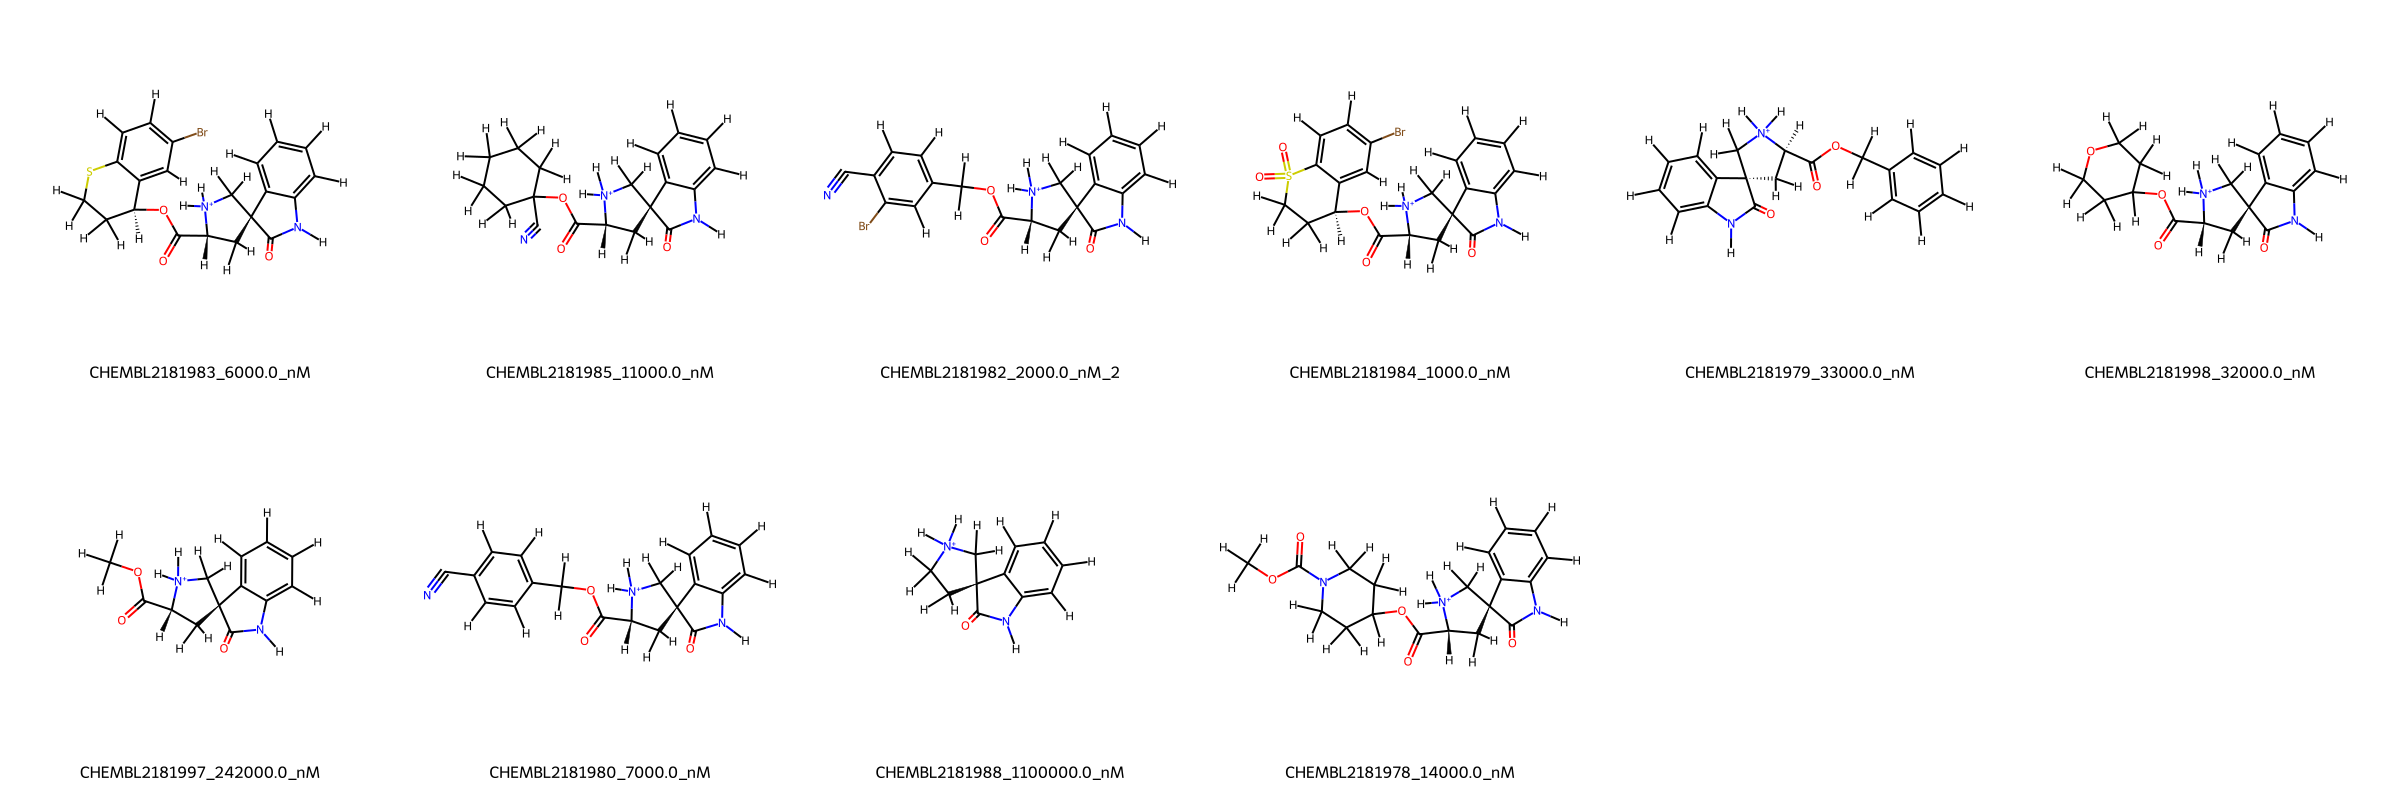 CHEMBL2181983_6000.0_nM
CHEMBL2181985_11000.0_nM
CHEMBL2181982_2000.0_nM_2
CHEMBL2181984_1000.0_nM
CHEMBL2181979_33000.0_nM
CHEMBL2181998_32000.0_nM
CHEMBL2181997_242000.0_nM
CHEMBL2181980_7000.0_nM
CHEMBL2181988_1100000.0_nM
CHEMBL2181978_14000.0_nM